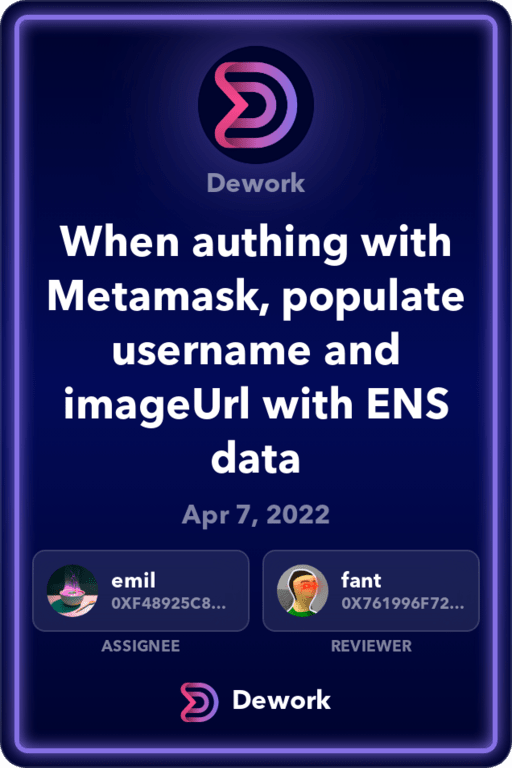 Dework
When authing with
Metamask, populate
username and
imageUrl with ENS
data
Apr 7, 2022
emil
0XF48925C8...
ASSIGNEE
fant
0X761996F72...
REVIEWER
Dework